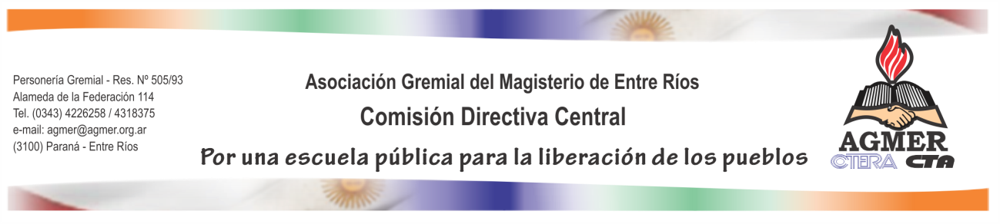 Personería Gremial - Res. Nº 505/93
Alameda de la Federación 114
Tel. (0343) 4226258 / 4318375
e-mail: agmer@agmer.org.ar
(3100) Paraná - Entre Ríos
Asociación Gremial del Magisterio de Entre Ríos
Comisión Directiva Central
Por una escuela pública para la liberación de los pueblos
AGMER
CTERA CTA